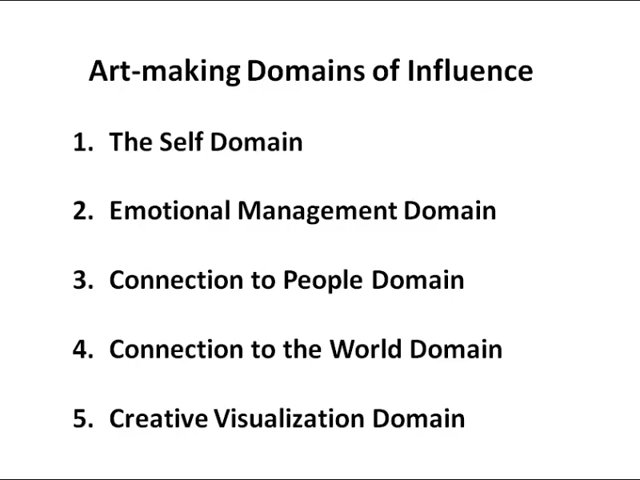 Art-making Domains of Influence
1. The Self Domain
2. Emotional Management Domain
3. Connection to People Domain
4. Connection to the World Domain
5. Creative Visualization Domain